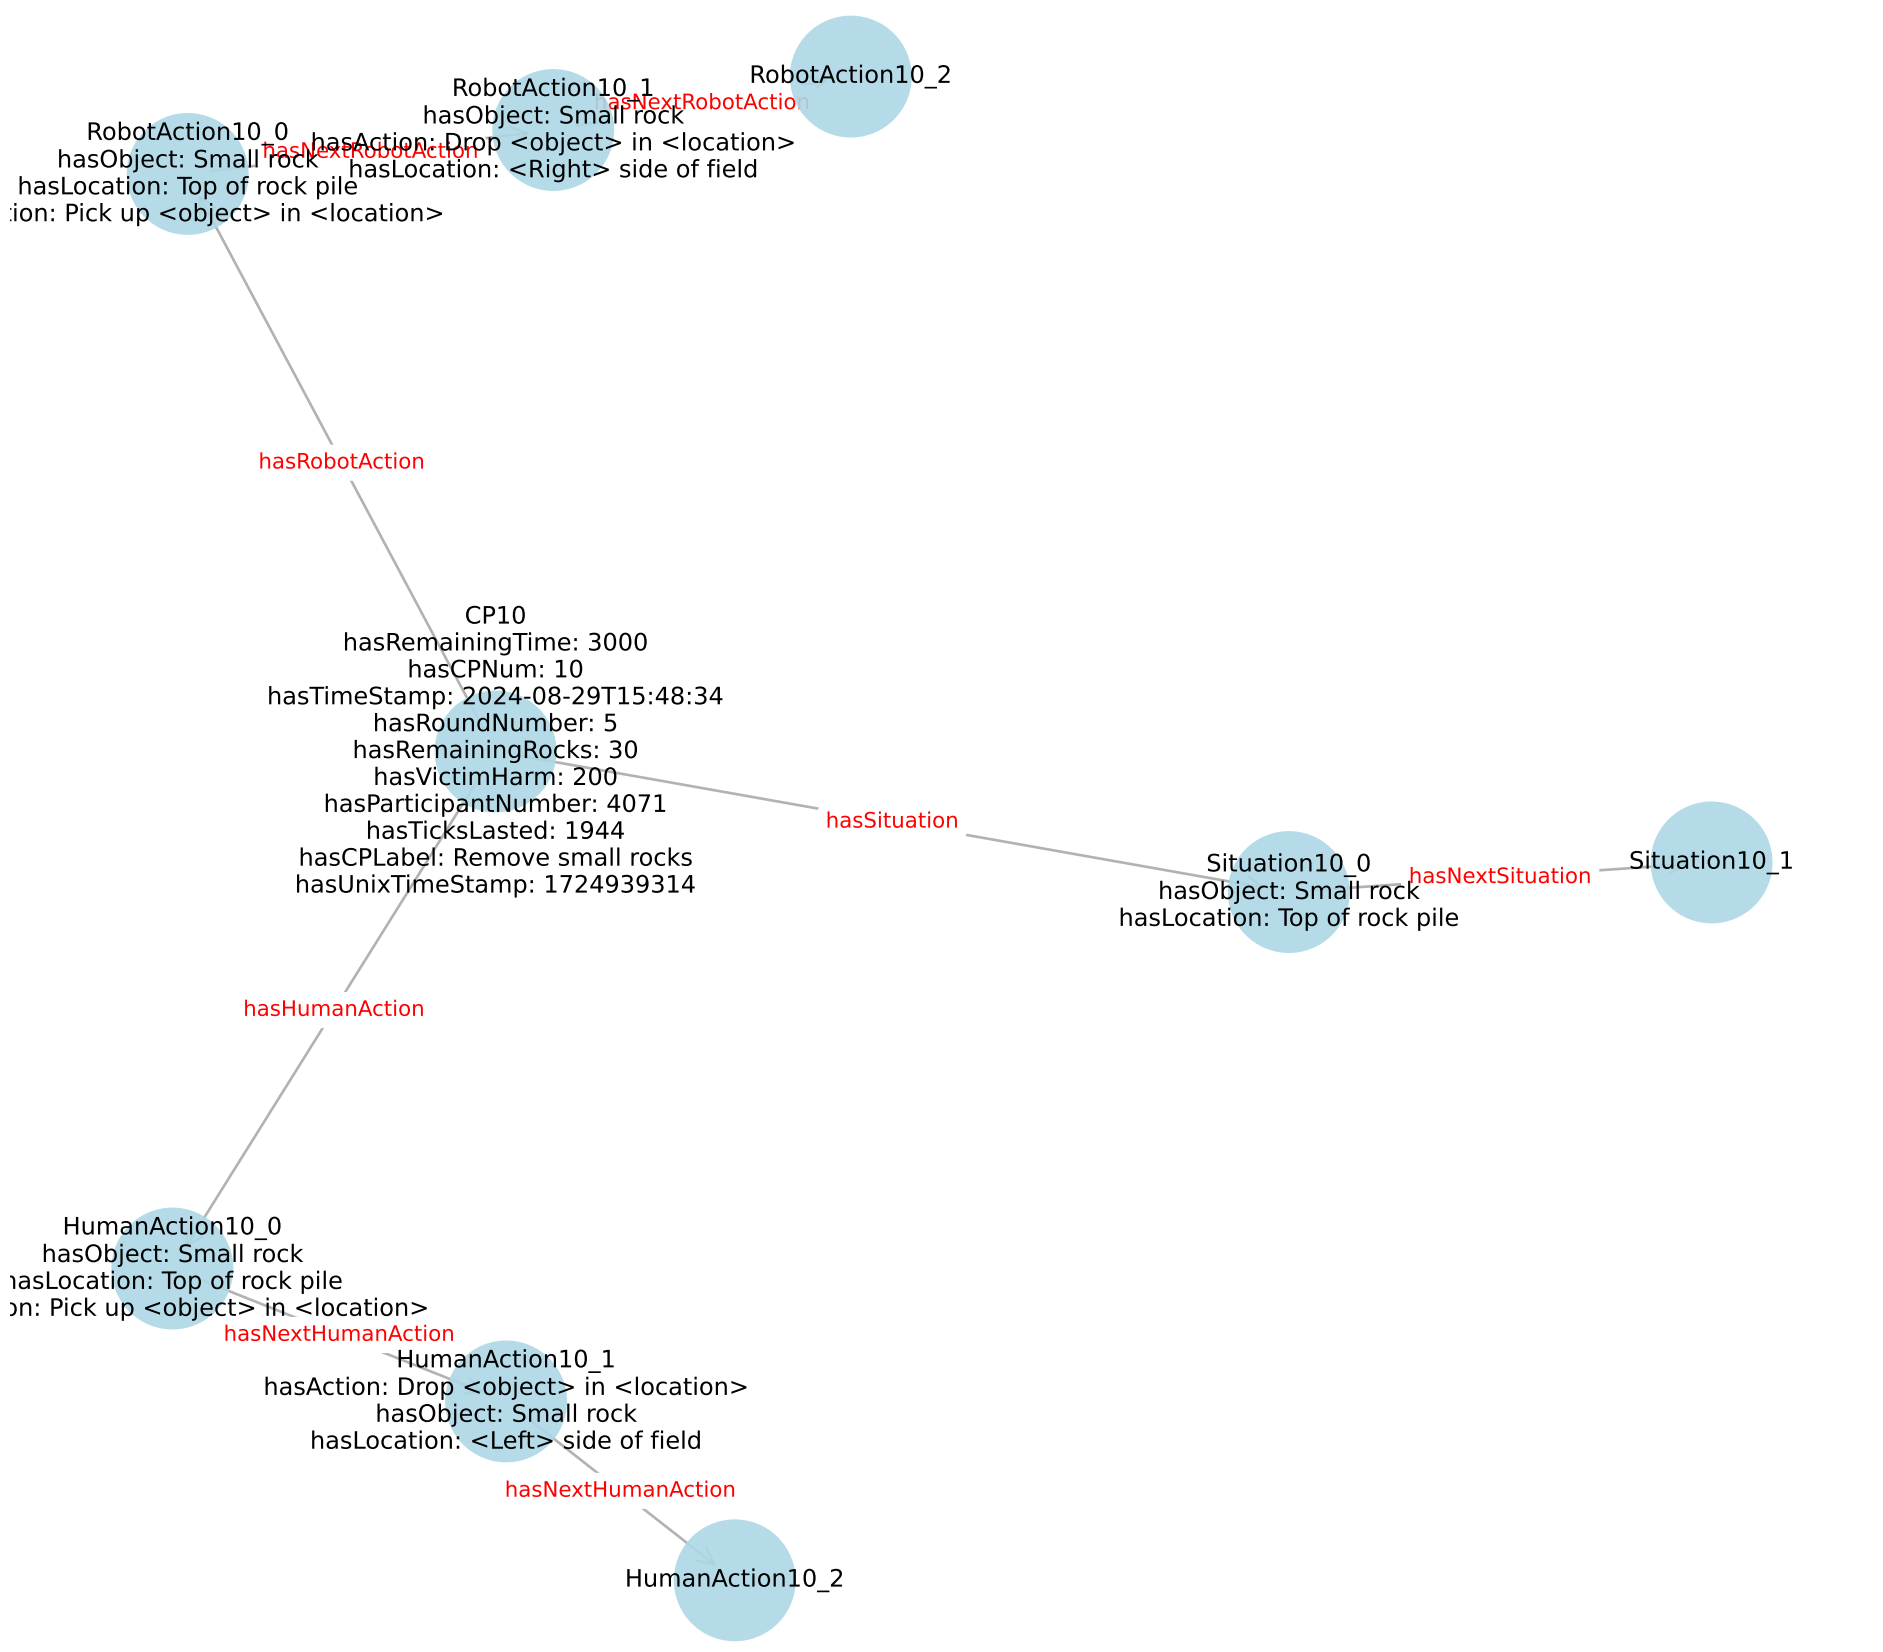 RobotAction10_2
RobotAction10_1
hasNextRobotAction
hasObject: Small rock
hasAction: Drop <object> in <location>
hasLocation: <Right> side of field
RobotAction10_0
hasNextRobotAction
hasObject: Small rock
hasLocation: Top of rock pile
tion: Pick up <object> in <location>
hasRobotAction
CP10
hasRemainingTime: 3000
hasCPNum: 10
hasTimeStamp: 2024-08-29T15:48:34
hasRoundNumber: 5
hasRemainingRocks: 30
hasVictimHarm: 200
hasParticipantNumber: 4071
hasTicksLasted: 1944
hasCPLabel: Remove small rocks
hasUnixTimeStamp: 1724939314
hasSituation
Situation10_0
hasObject: Small rock
hasLocation: Top of rock pile
hasNextSituation
Situation10_1
hasHumanAction
HumanAction10_0
hasObject: Small rock
hasLocation: Top of rock pile
on: Pick up <object> in <location>
hasNextHumanAction
HumanAction10_1
hasAction: Drop <object> in <location>
hasObject: Small rock
hasLocation: <Left> side of field
hasNextHumanAction
HumanAction10_2